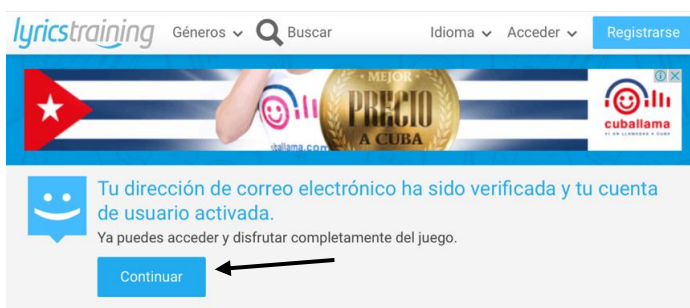 lyricstraining Géneros Buscar Idioma Acceder Registrarse
MEJOR
PRECIO
A CUBA
cuballama
Tu dirección de correo electrónico ha sido verificada y tu cuenta
de usuario activada.
Ya puedes acceder y disfrutar completamente del juego.
Continuar